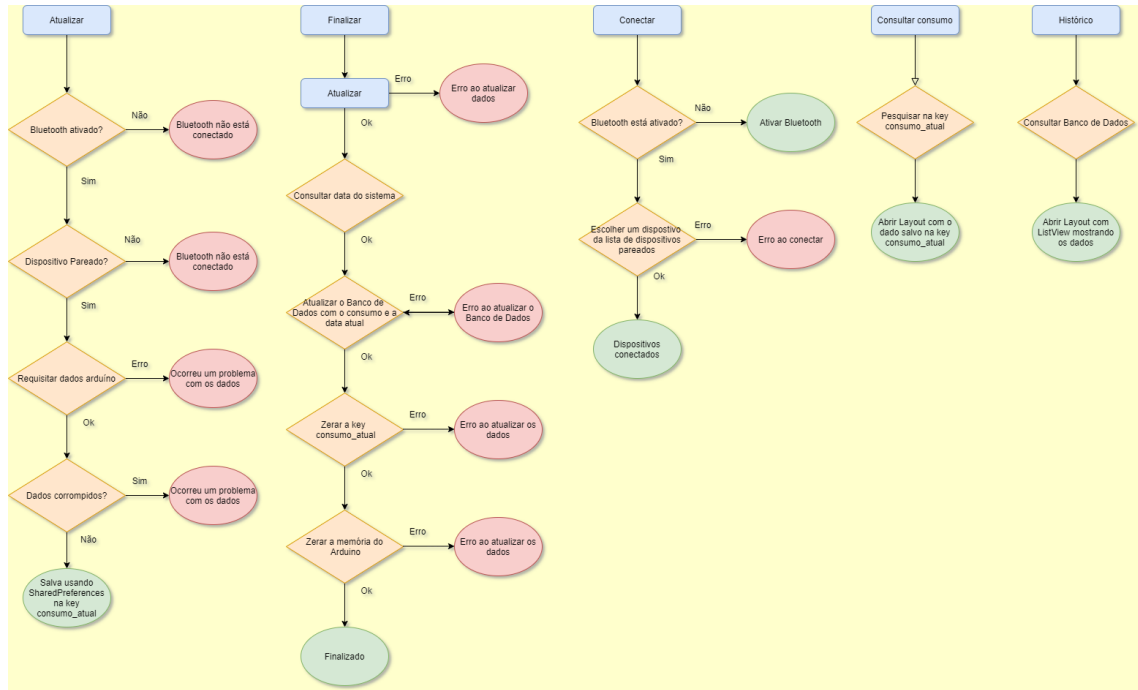 Atualizar
Bluetooth ativado?
Não
Bluetooth não está
conectado
Sim
Dispositivo Pareado?
Não
Bluetooth não está
conectado
Sim
Requisitar dados arduíno
Erro
Ocorreu um problema
com os dados
Ok
Dados corrompidos?
Sim
Ocorreu um problema
com os dados
Não
Salva usando
SharedPreferences
na key
consumo_atual
Finalizar
Atualizar
Erro
Erro ao atualizar
dados
Ok
Consultar data do sistema
Ok
Atualizar o Banco de
Dados com o consumo e a
data atual
Erro
Erro ao atualizar o
Banco de Dados
Ok
Zerar a key
consumo_atual
Erro
Erro ao atualizar os
dados
Ok
Zerar a memória do
Arduino
Erro
Erro ao atualizar os
dados
Ok
Finalizado
Conectar
Bluetooth está ativado?
Não
Ativar Bluetooth
Sim
Escolher um dispostivo
da lista de dispositivos
pareados
Erro
Erro ao conectar
Ok
Dispositivos
conectados
Consultar consumo
Pesquisar na key
consumo_atual
Abrir Layout com o
dado salvo na key
consumo_atual
Histórico
Consultar Banco de Dados
Abrir Layout com
ListView mostrando
os dados